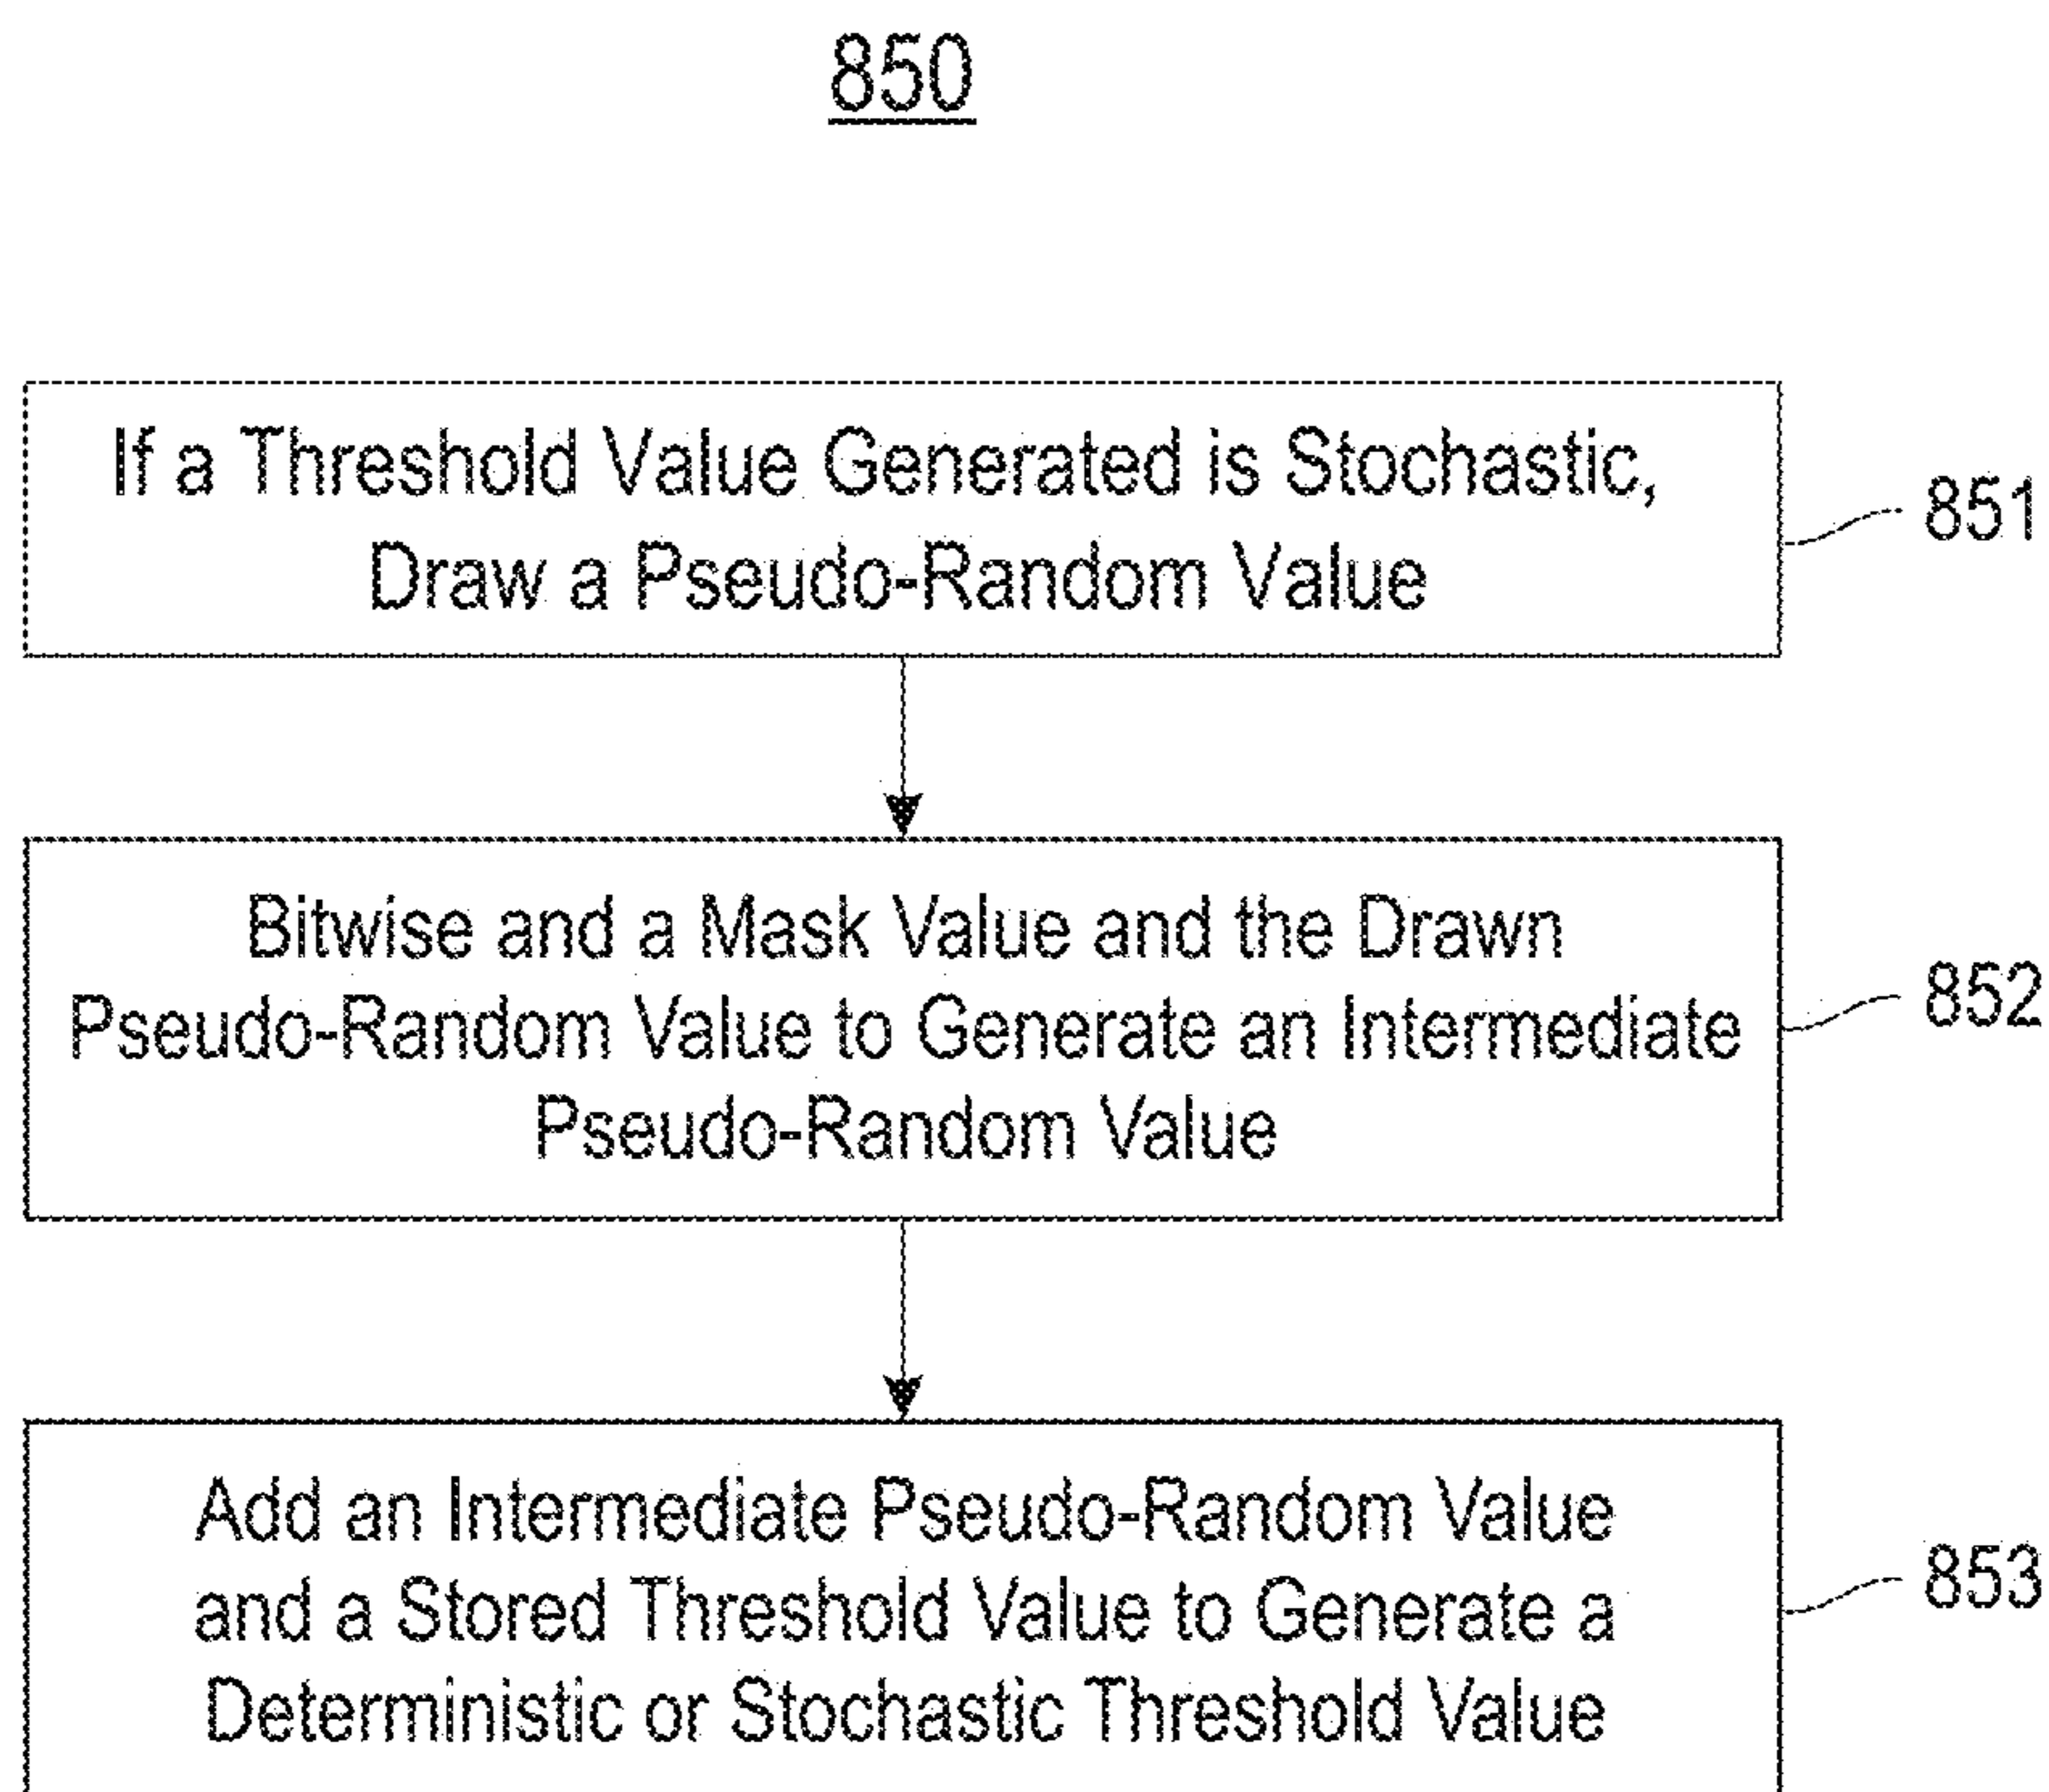 850
If a Threshold Value Generated is Stochastic,
Draw a Pseudo-Random Value
851
Bitwise and a Mask Value and the Drawn
Pseudo-Random Value to Generate an Intermediate
Pseudo-Random Value
852
Add an Intermediate Pseudo-Random Value
and a Stored Threshold Value to Generate a
Deterministic or Stochastic Threshold Value
853